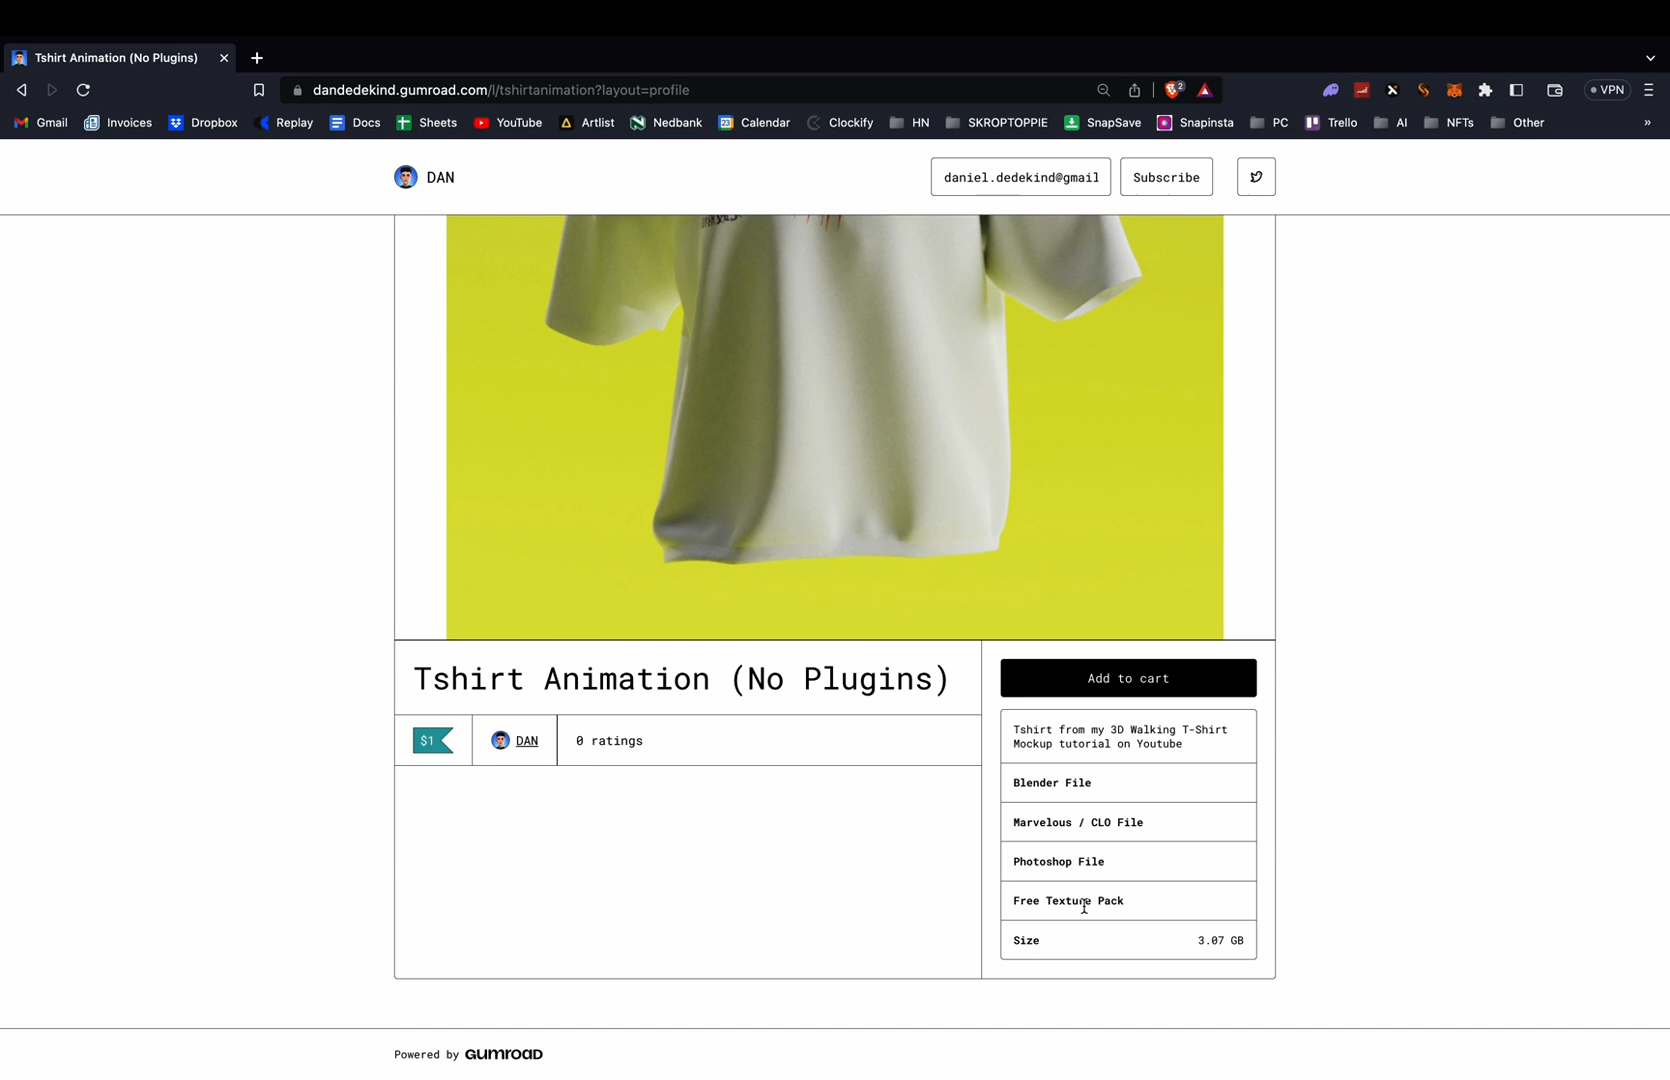 Tshirt Animation (No Plugins)
dandedekind.gumroad.com/l/tshirtanimation?layout=profile
2
VPN
Gmail Invoices Dropbox Replay Docs Sheets YouTube Artlist Nedbank Calendar Clockify HN SKROPTOPPIE SnapSave Snapinsta PC Trello AI NFTs Other »
DAN
daniel.dedekind@gmail
Subscribe
Tshirt Animation (No Plugins)
$1
DAN
0 ratings
Add to cart
Tshirt from my 3D Walking T-Shirt
Mockup tutorial on Youtube
Blender File
Marvelous / CLO File
Photoshop File
Free Texture Pack
Size 3.07 GB
Powered by GUMROAD